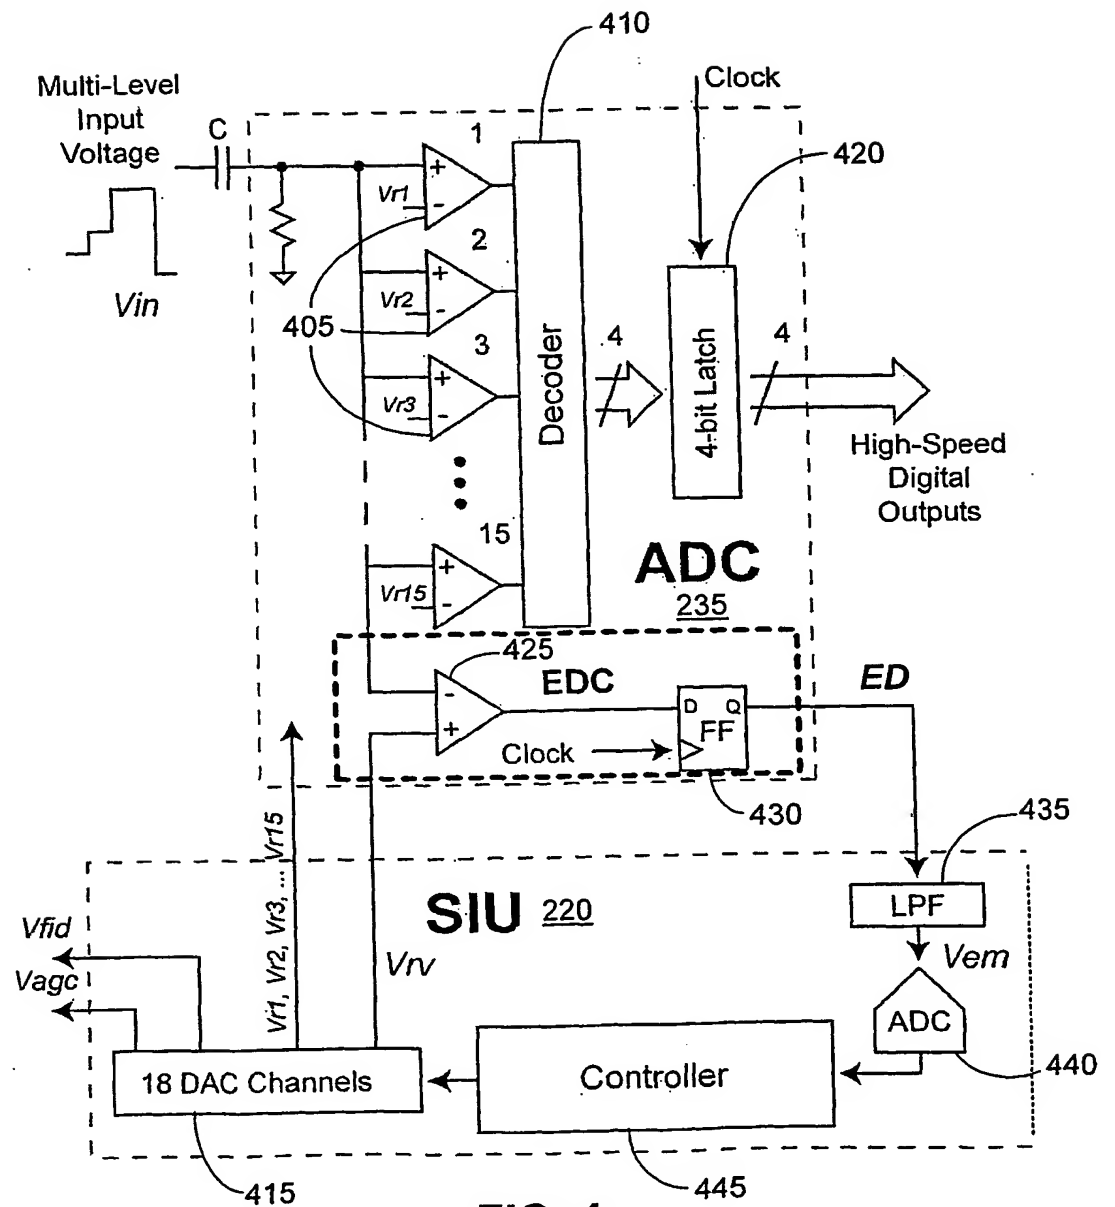 410
Multi-Level
Input
Voltage
C
Clock
420
1
+
Vr1
-
Vin
405
2
+
Vr2
-
3
+
Vr3
-
15
+
Vr15
-
Decoder
4
4-bit Latch
4
High-Speed
Digital
Outputs
ADC
235
425
EDC
-
+
D Q
FF
Clock
430
ED
435
LPF
Vem
ADC
440
SIU 220
Vfid
Vagc
Vr1, Vr2, Vr3, ... Vr15
Vrv
18 DAC Channels
Controller
415
445